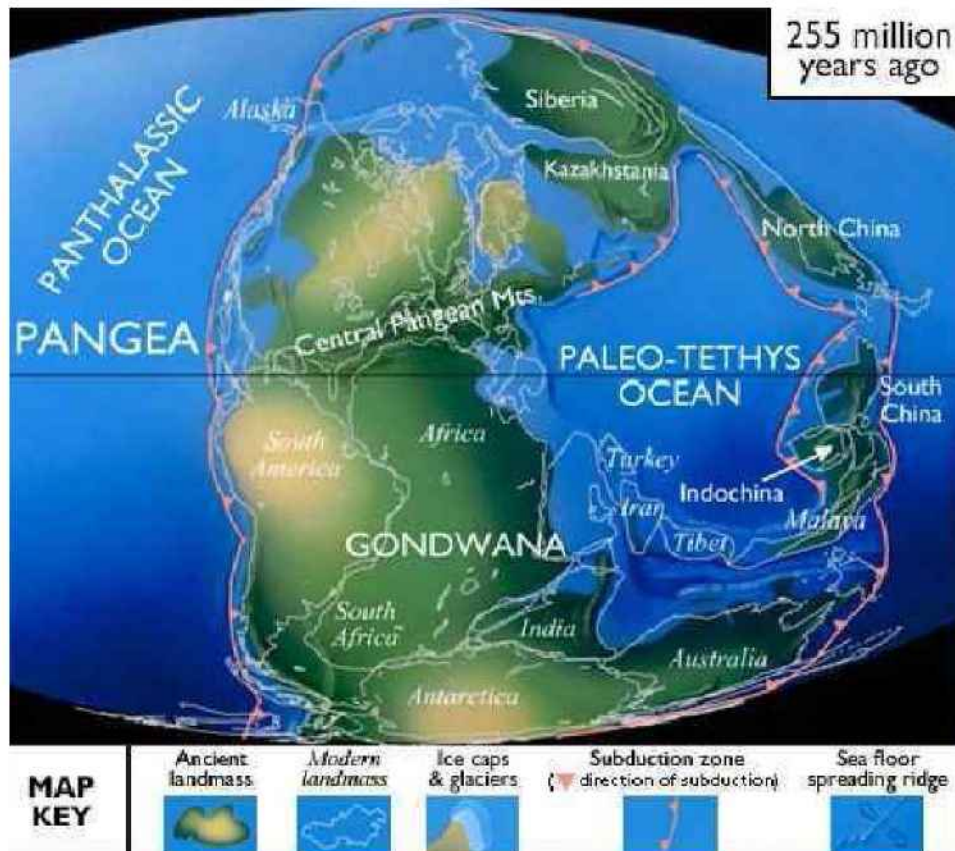 255 million
years ago
Siberia
Alaska
PANTHALASSIC
OCEAN
Kazakhstania
North China
Central Pangean Mts.
PANGEA
PALEO-TETHYS
OCEAN
South
China
Africa
South
America
Turkey
Indochina
Iran
Malaya
GONDWANA
Tibet
South
Africa
India
Australia
Antarctica
MAP
KEY
Ancient
landmass
Modern
landmass
Ice caps
& glaciers
Subduction zone
( direction of subduction)
Sea floor
spreading ridge